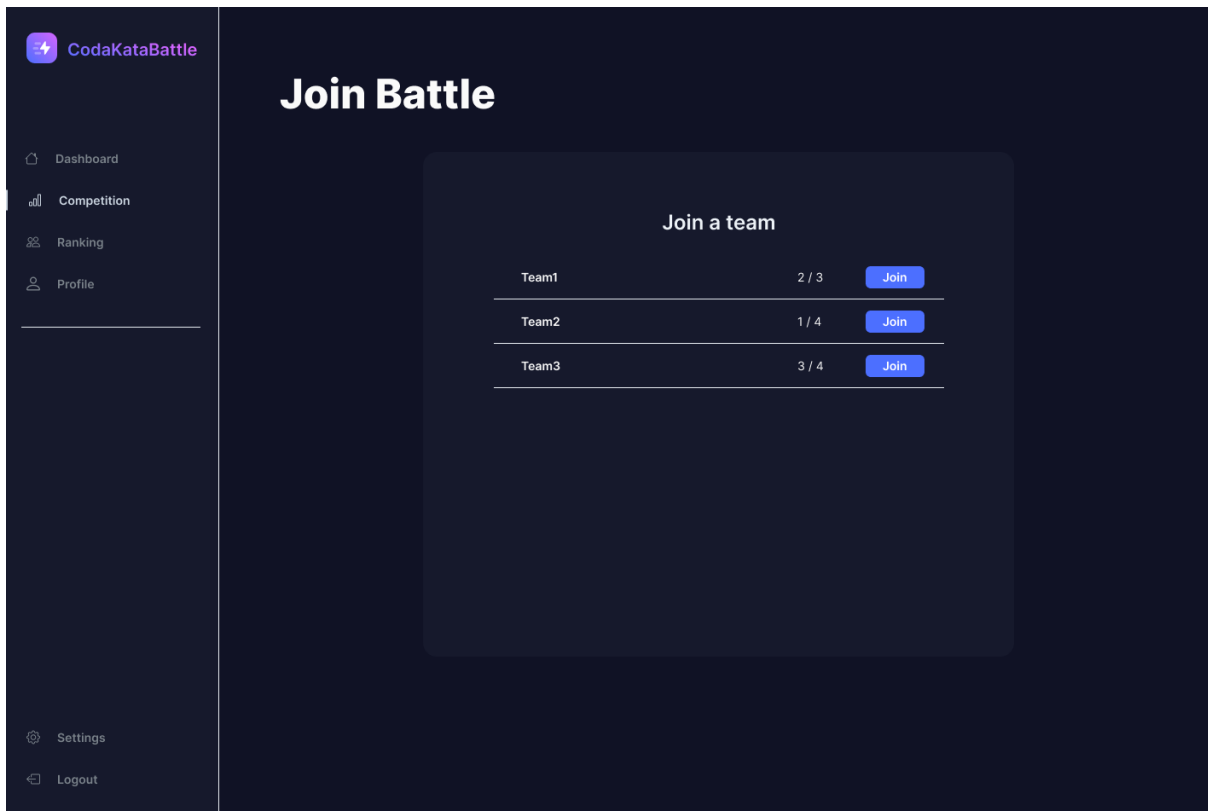 CodaKataBattle
Dashboard
Competition
Ranking
Profile
Settings
Logout
Join Battle
Join a team
Team1 2 / 3 Join
Team2 1 / 4 Join
Team3 3 / 4 Join